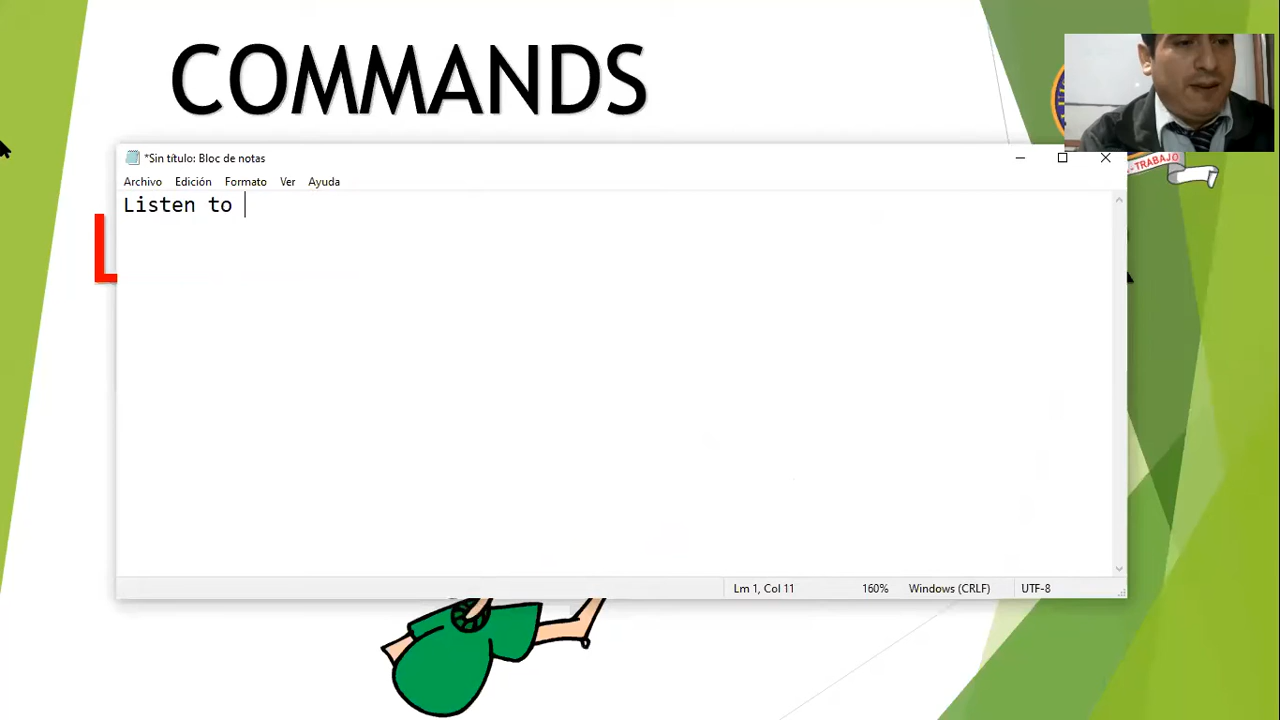 COMMANDS
*Sin título: Bloc de notas
Archivo Edición Formato Ver Ayuda
Listen to
L
- TRABAJO
Lm 1, Col 11 160% Windows (CRLF) UTF-8